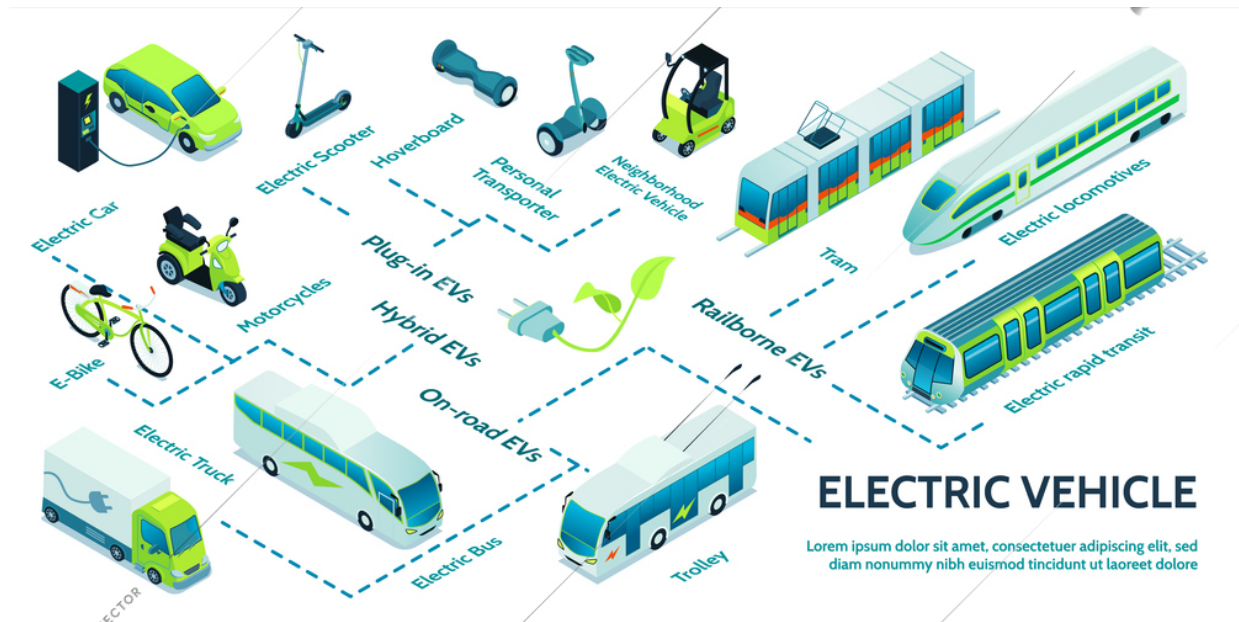 Electric Scooter
Hoverboard
Personal
Transporter
Neighborhood
Electric Vehicle
Electric Car
Motorcycles
E-Bike
Plug-in EVs
Hybrid EVs
On-road EVs
Railborne EVs
Tram
Electric locomotives
Electric rapid transit
Electric Truck
Electric Bus
Trolley
ELECTRIC VEHICLE
Lorem ipsum dolor sit amet, consectetuer adipiscing elit, sed
diam nonummy nibh euismod tincidunt ut laoreet dolore